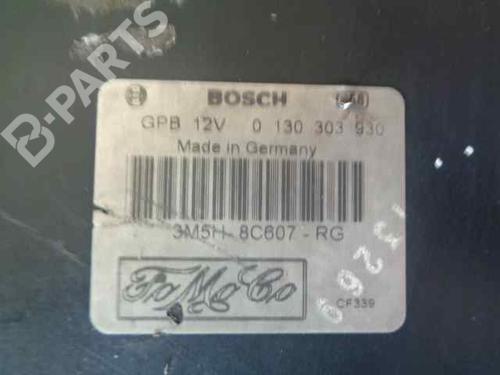 B-PARTS
BOSCH
GPB 12V 0 130 303 930
Made in Germany
3M5H-8C607-RG
FoMoCo
CF339